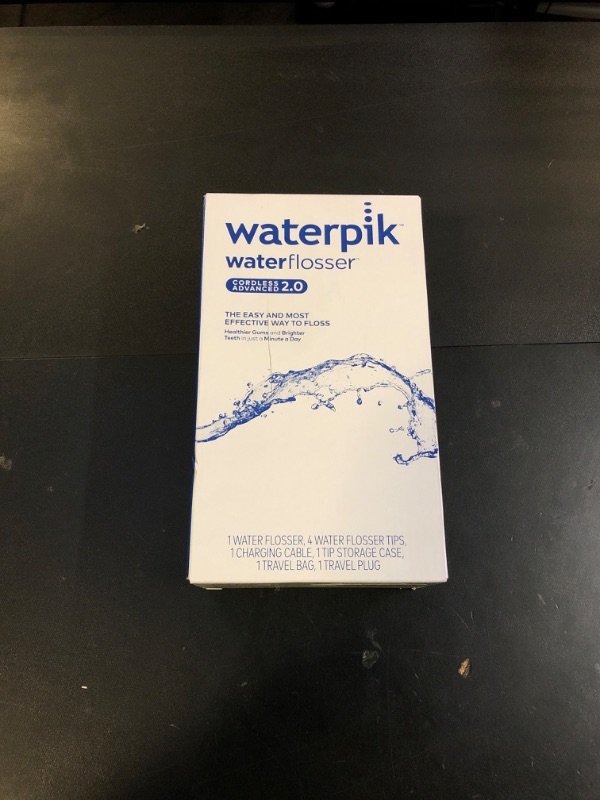 waterpik™
waterflosser™
CORDLESS ADVANCED 2.0
THE EASY AND MOST
EFFECTIVE WAY TO FLOSS
Healthier Gums and Brighter
Teeth in just a Minute a Day
1 WATER FLOSSER, 4 WATER FLOSSER TIPS,
1 CHARGING CABLE, 1 TIP STORAGE CASE,
1 TRAVEL BAG, 1 TRAVEL PLUG